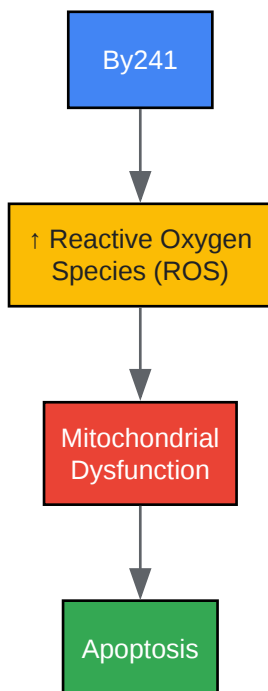 By241
↑ Reactive Oxygen
Species (ROS)
Mitochondrial
Dysfunction
Apoptosis